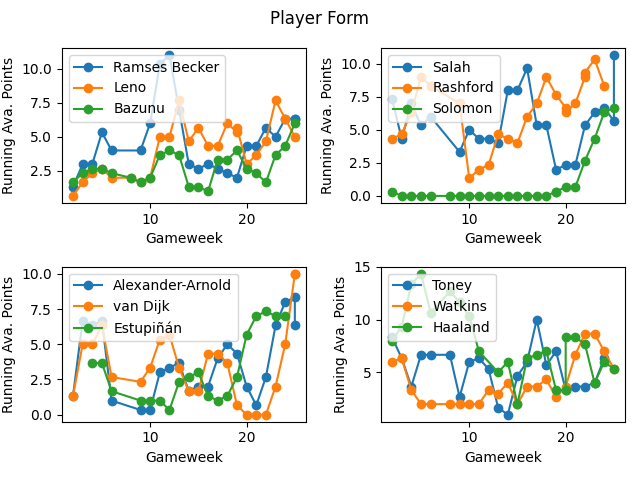 Player Form
Running Ava. Points
10.0
7.5
5.0
2.5
Ramses Becker
Leno
Bazunu
10
20
Gameweek
Running Ava. Points
10.0
7.5
5.0
2.5
0.0
Salah
Rashford
Solomon
10
20
Gameweek
Running Ava. Points
10.0
7.5
5.0
2.5
0.0
Alexander-Arnold
van Dijk
Estupiñán
10
20
Gameweek
Running Ava. Points
15
10
5
Toney
Watkins
Haaland
10
20
Gameweek